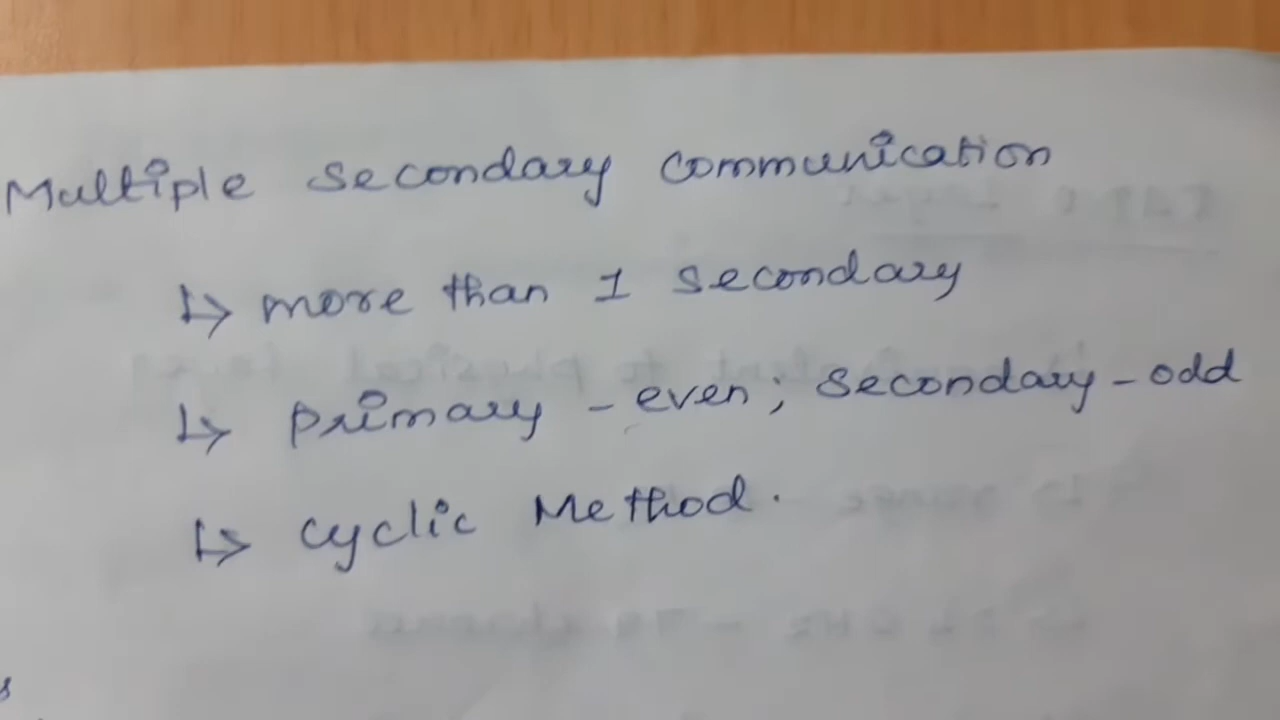 Multiple secondary communication
↳ more than 1 secondary
↳ primary - even; secondary - odd
↳ cyclic Method.